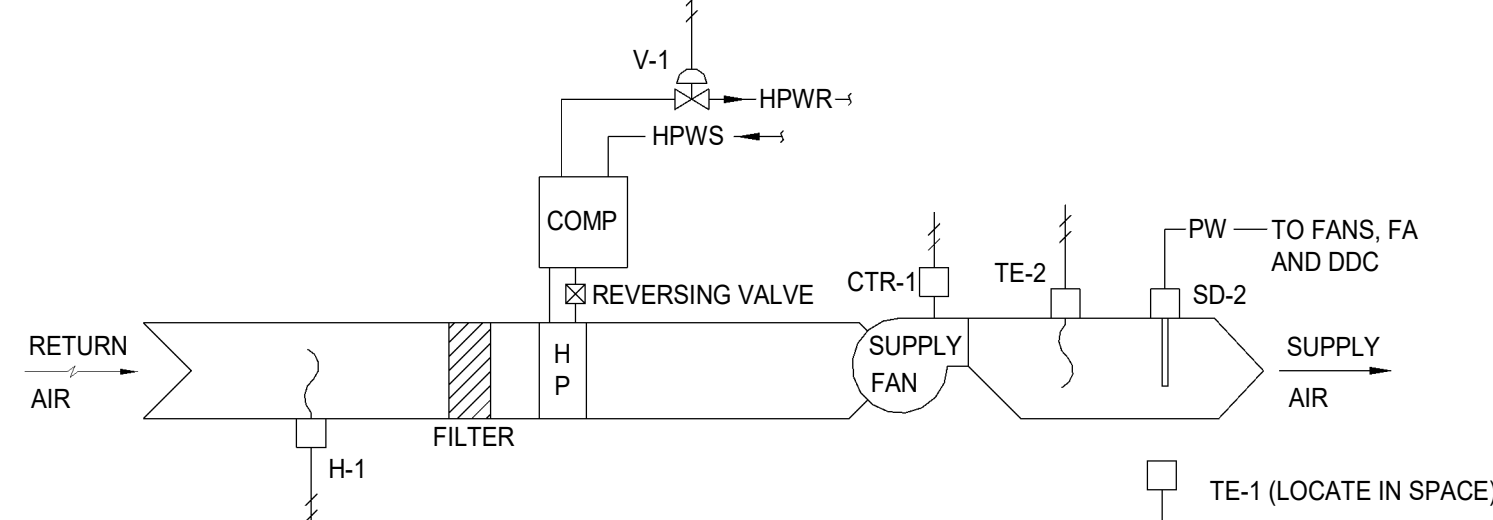 V-1
HPWR
HPWS
COMP
REVERSING VALVE
CTR-1
TE-2
PW
TO FANS, FA
AND DDC
SD-2
RETURN
AIR
H
P
SUPPLY
FAN
SUPPLY
AIR
FILTER
H-1
TE-1 (LOCATE IN SPACE)